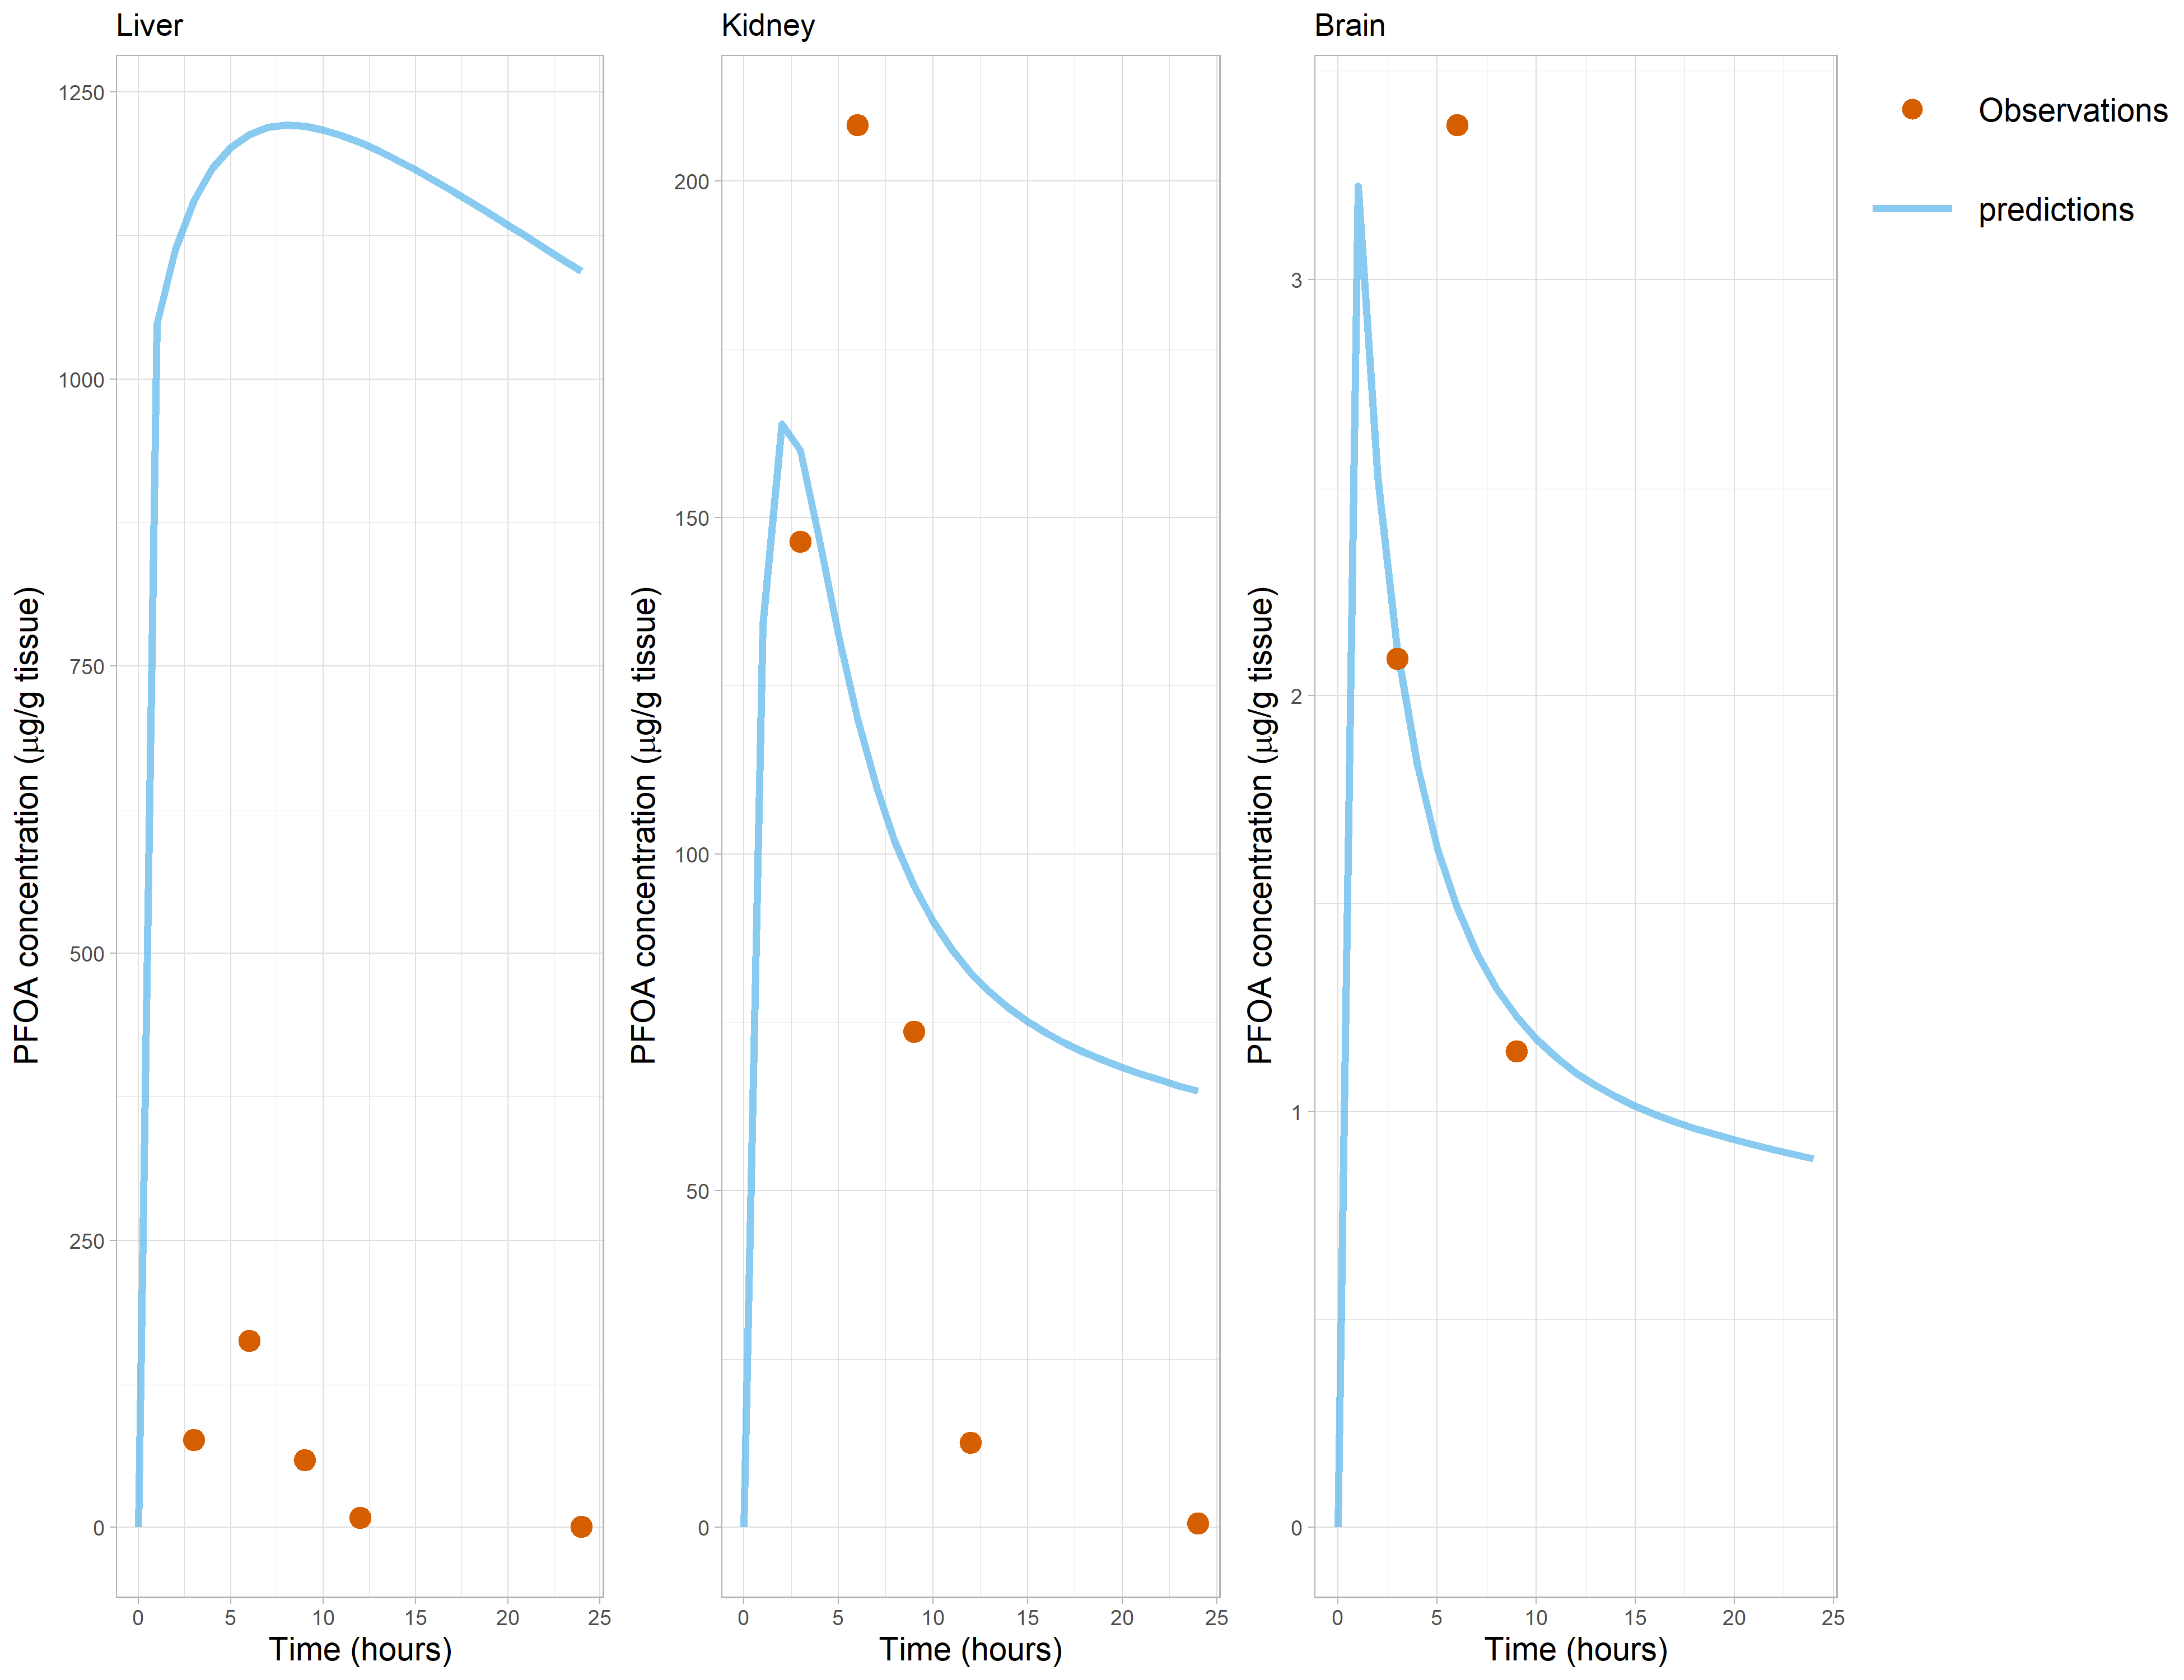 Liver
PFOA concentration (μg/g tissue)
1250
1000
750
500
250
0
0 5 10 15 20 25
Time (hours)
Kidney
PFOA concentration (μg/g tissue)
200
150
100
50
0
0 5 10 15 20 25
Time (hours)
Brain
PFOA concentration (μg/g tissue)
3
2
1
0
0 5 10 15 20 25
Time (hours)
Observations
predictions